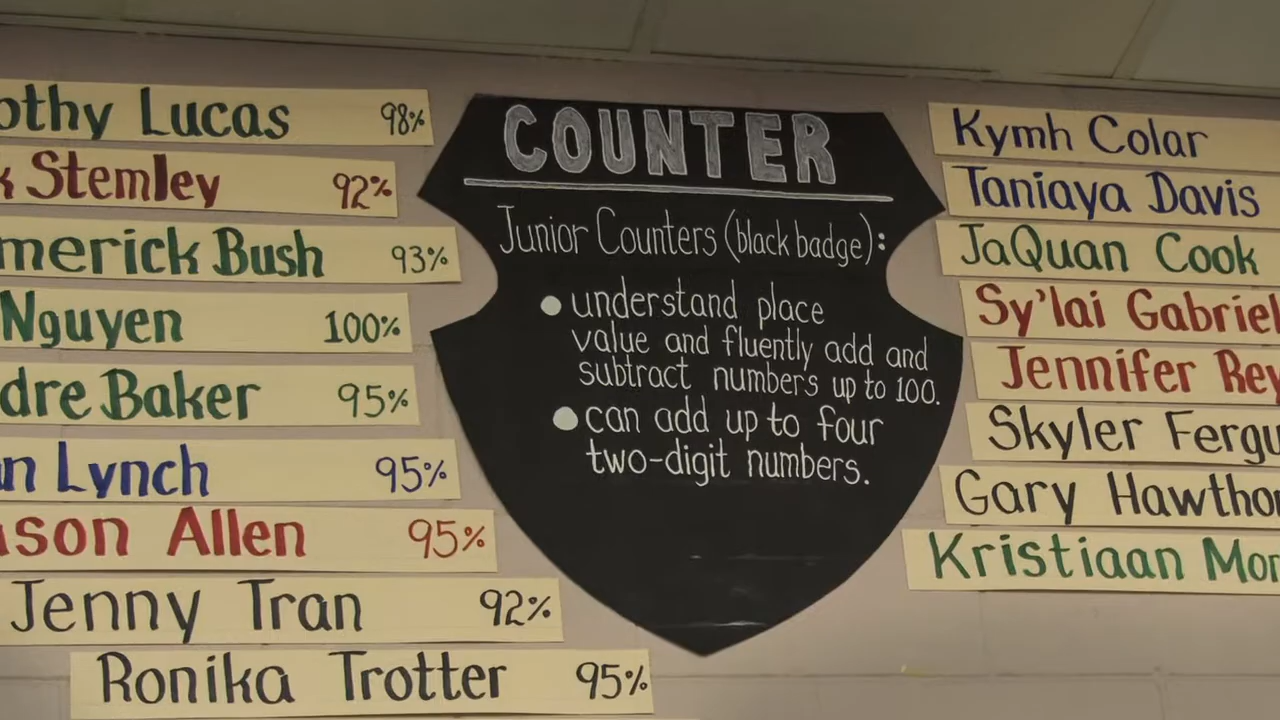 othy Lucas 98%
Stemley 92%
merick Bush 93%
Nguyen 100%
dre Baker 95%
n Lynch 95%
son Allen 95%
Jenny Tran 92%
Ronika Trotter 95%
COUNTER
Junior Counters (black badge):
• understand place
value and fluently add and
subtract numbers up to 100.
• can add up to four
two-digit numbers.
Kymh Colar
Taniaya Davis
JaQuan Cook
Sy'lai Gabriel
Jennifer Rey
Skyler Fergu
Gary Hawtho
Kristiaan Mor